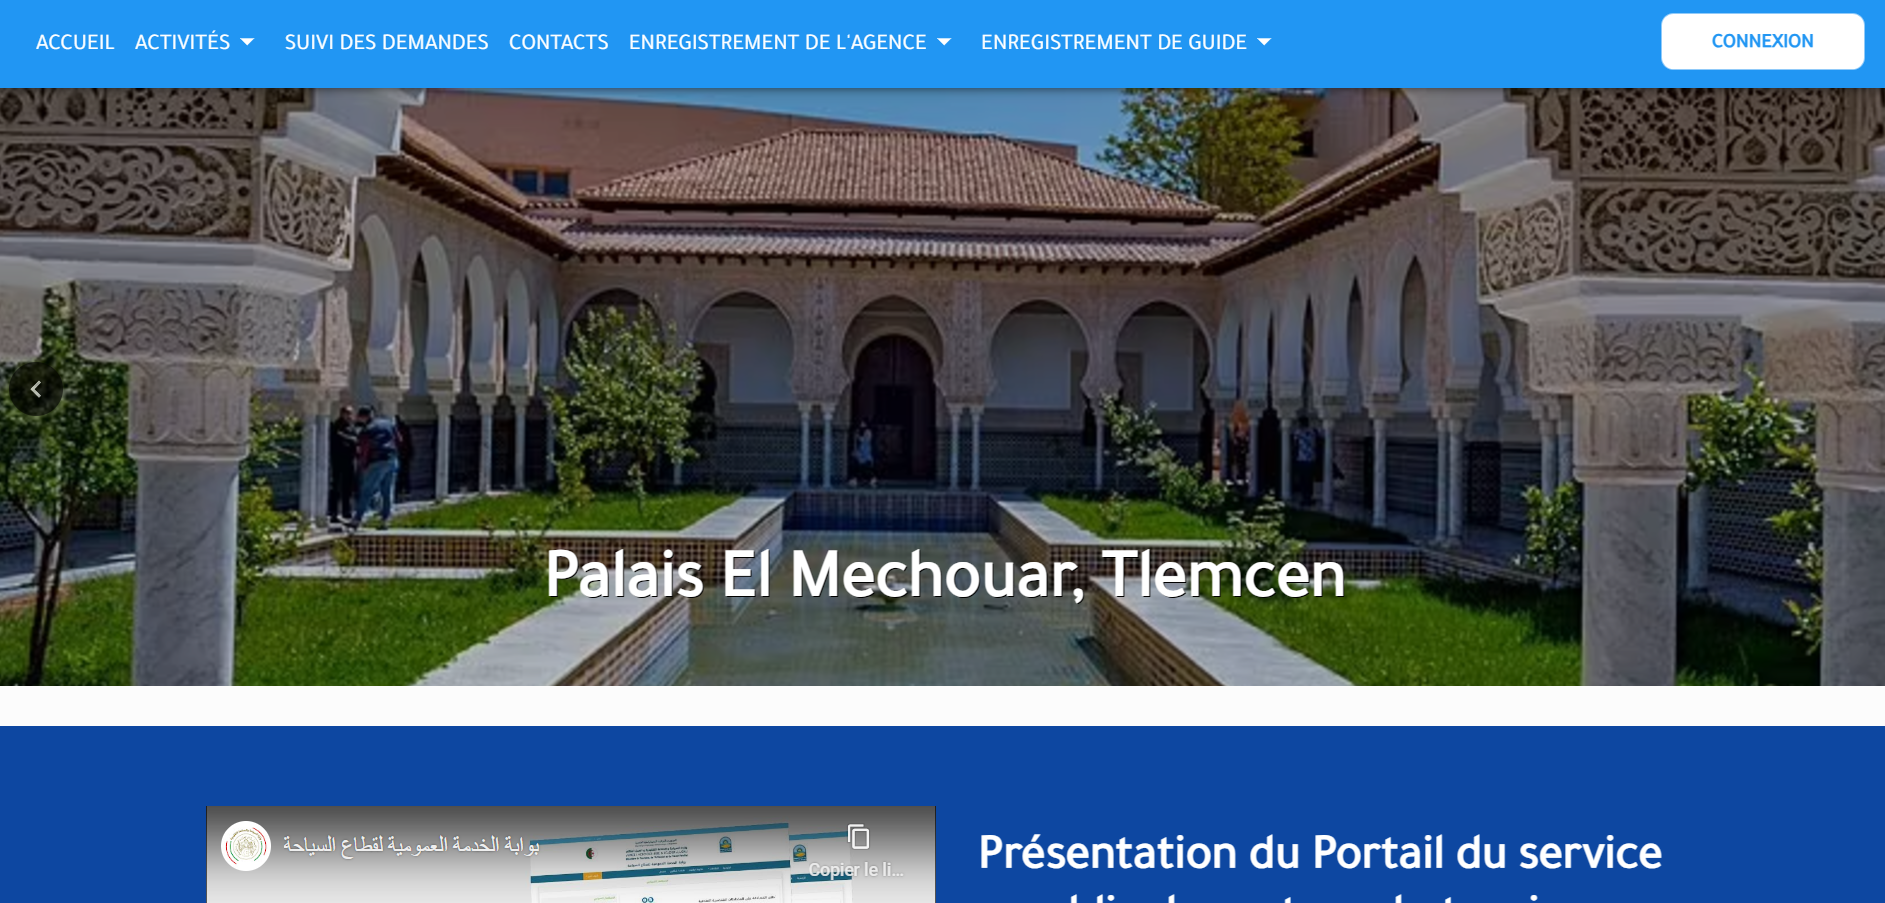 ACCUEIL
ACTIVITÉS
SUIVI DES DEMANDES
CONTACTS
ENREGISTREMENT DE L'AGENCE
ENREGISTREMENT DE GUIDE
CONNEXION
Palais El Mechouar, Tlemcen
بوابة الخدمة العمومية لقطاع السياحة
Copier le li...
Présentation du Portail du service